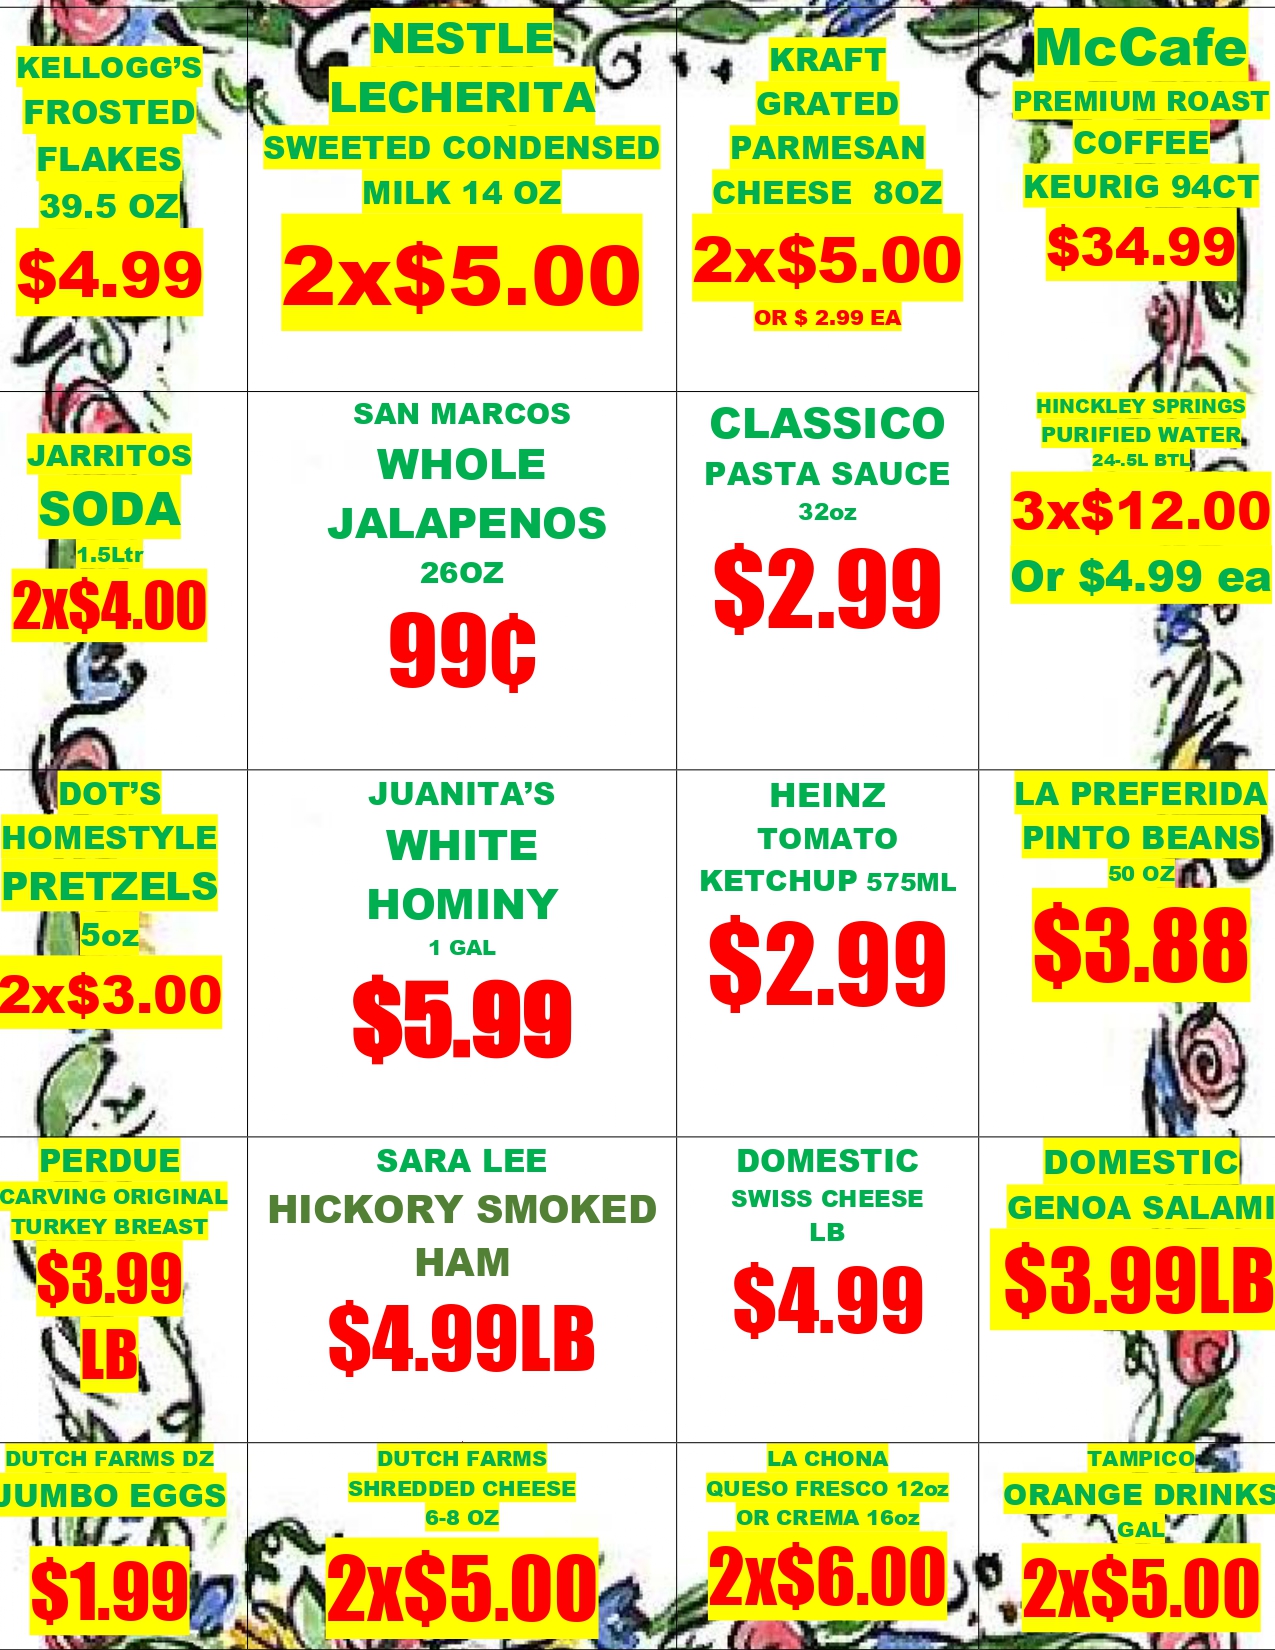 KELLOGG'S
FROSTED
FLAKES
39.5 OZ
$4.99
NESTLE
LECHERITA
SWEETED CONDENSED
MILK 14 OZ
2x$5.00
KRAFT
GRATED
PARMESAN
CHEESE 8OZ
2x$5.00
OR $ 2.99 EA
McCafe
PREMIUM ROAST
COFFEE
KEURIG 94CT
$34.99
JARRITOS
SODA
1.5Ltr
2x$4.00
SAN MARCOS
WHOLE
JALAPENOS
26OZ
99¢
CLASSICO
PASTA SAUCE
32oz
$2.99
HINCKLEY SPRINGS
PURIFIED WATER
24-.5L BTL
3x$12.00
Or $4.99 ea
DOT'S
HOMESTYLE
PRETZELS
5oz
2x$3.00
JUANITA'S
WHITE
HOMINY
1 GAL
$5.99
HEINZ
TOMATO
KETCHUP 575ML
$2.99
LA PREFERIDA
PINTO BEANS
50 OZ
$3.88
PERDUE
CARVING ORIGINAL
TURKEY BREAST
$3.99
LB
SARA LEE
HICKORY SMOKED
HAM
$4.99LB
DOMESTIC
SWISS CHEESE
LB
$4.99
DOMESTIC
GENOA SALAMI
$3.99LB
DUTCH FARMS DZ
JUMBO EGGS
$1.99
DUTCH FARMS
SHREDDED CHEESE
6-8 OZ
2x$5.00
LA CHONA
QUESO FRESCO 12oz
OR CREMA 16oz
2x$6.00
TAMPICO
ORANGE DRINKS
GAL
2x$5.00